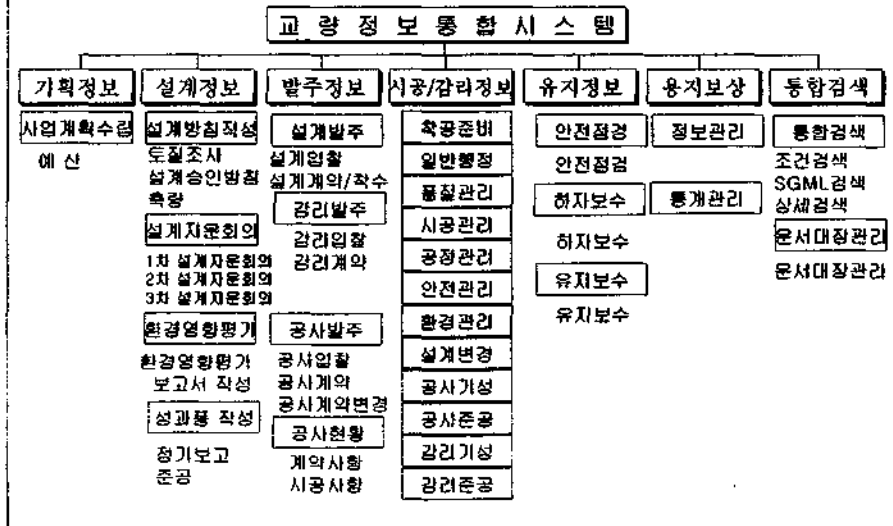 교 량 정 보 통 합 시 스 템
기획정보
사업계획수립
예 산
설계정보
설계방침작성
토질조사
설계승인방침
측량
설계자문회의
1차 설계자문회의
2차 설계자문회의
3차 설계자문회의
환경영향평가
환경영향평가
보고서 작성
성과품 작성
정기보고
준공
발주정보
설계발주
설계입찰
설계계약/착수
감리발주
감리입찰
감리계약
공사발주
공사입찰
공사계약
공사계약변경
공사현황
계약사항
시공사항
시공/감리정보
착공준비
일반행정
품질관리
시공관리
공정관리
안전관리
환경관리
설계변경
공사기성
공사준공
감리기성
감리준공
유지정보
안전점검
안전점검
하자보수
하자보수
유지보수
유지보수
용지보상
정보관리
통계관리
통합검색
통합검색
조건검색
SGML검색
상세검색
문서대장관리
문서대장관리